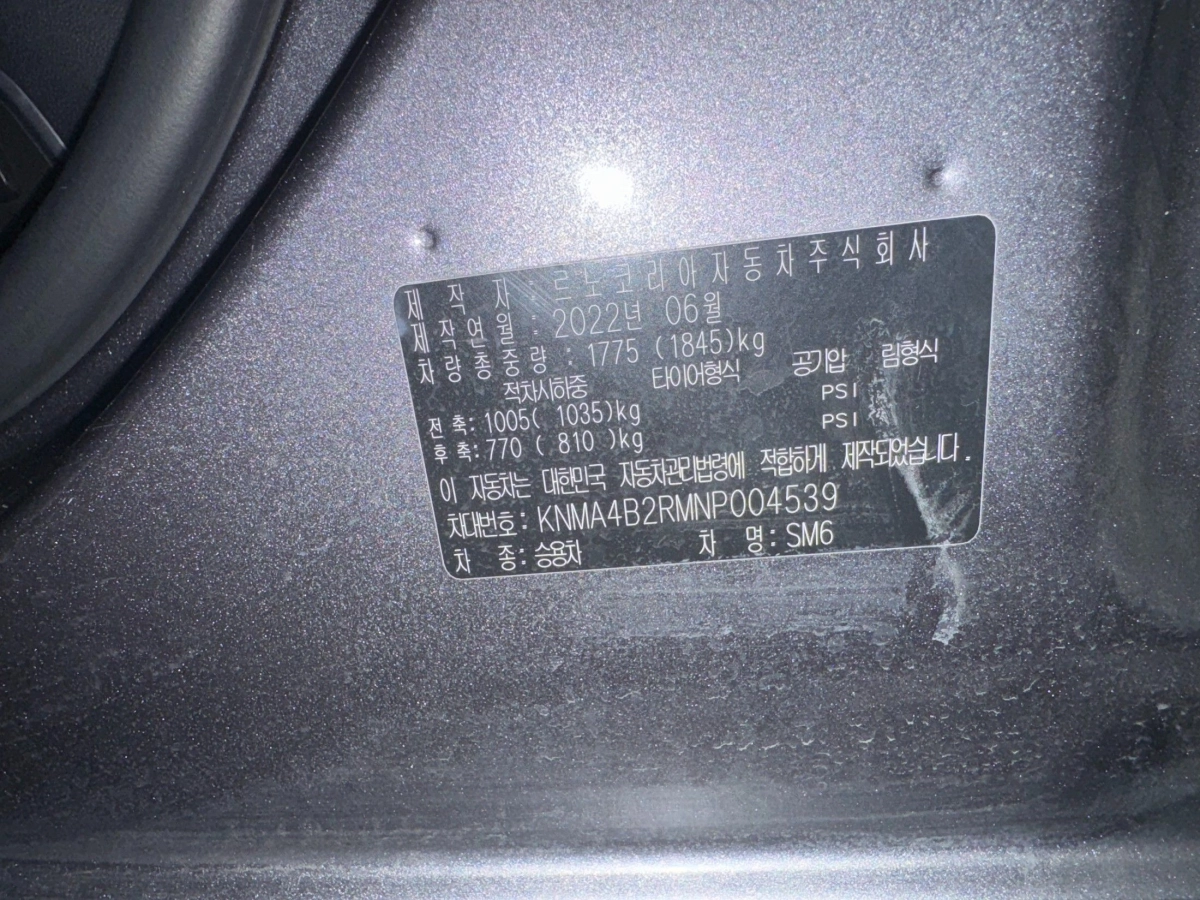 제 작 자 르노코리아자동차주식회사
제작연월 : 2022년 06월
차량총중량 : 1775 (1845)kg
적차시하중 타이어형식 공기압 림형식
전 축: 1005( 1035)kg PSI
후 축: 770 ( 810 )kg PSI
이 자동차는 대한민국 자동차관리법령에 적합하게 제작되었습니다.
차대번호: KNMA4B2RMNP004539
차 종: 승용차 차 명: SM6